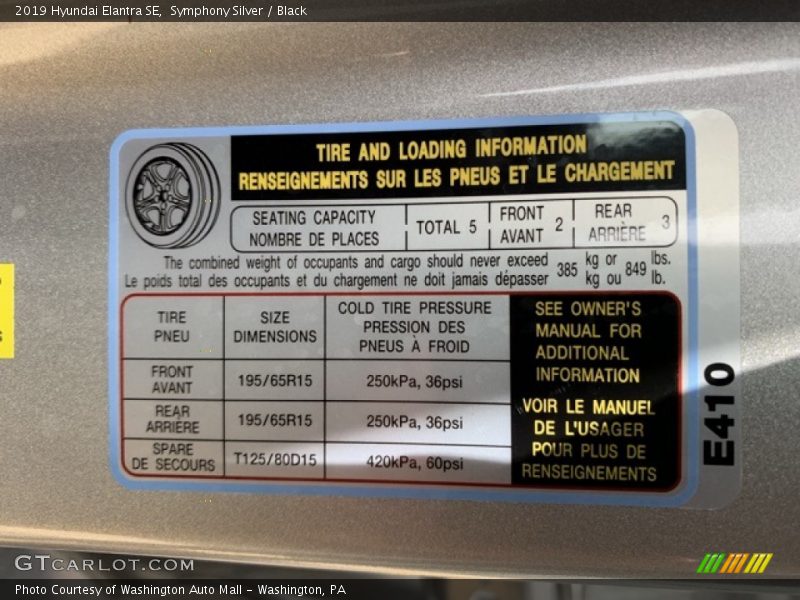 2019 Hyundai Elantra SE, Symphony Silver / Black
TIRE AND LOADING INFORMATION
RENSEIGNEMENTS SUR LES PNEUS ET LE CHARGEMENT
SEATING CAPACITY
NOMBRE DE PLACES
TOTAL 5
FRONT
AVANT 2
REAR
ARRIÈRE 3
The combined weight of occupants and cargo should never exceed 385 kg or 849 lbs.
Le poids total des occupants et du chargement ne doit jamais dépasser kg ou lb.
TIRE
PNEU
SIZE
DIMENSIONS
COLD TIRE PRESSURE
PRESSION DES
PNEUS À FROID
FRONT
AVANT
195/65R15
250kPa, 36psi
REAR
ARRIÈRE
195/65R15
250kPa, 36psi
SPARE
DE SECOURS
T125/80D15
420kPa, 60psi
SEE OWNER'S
MANUAL FOR
ADDITIONAL
INFORMATION
VOIR LE MANUEL
DE L'USAGER
POUR PLUS DE
RENSEIGNEMENTS
E410
GTCARLOT.COM
Photo Courtesy of Washington Auto Mall - Washington, PA